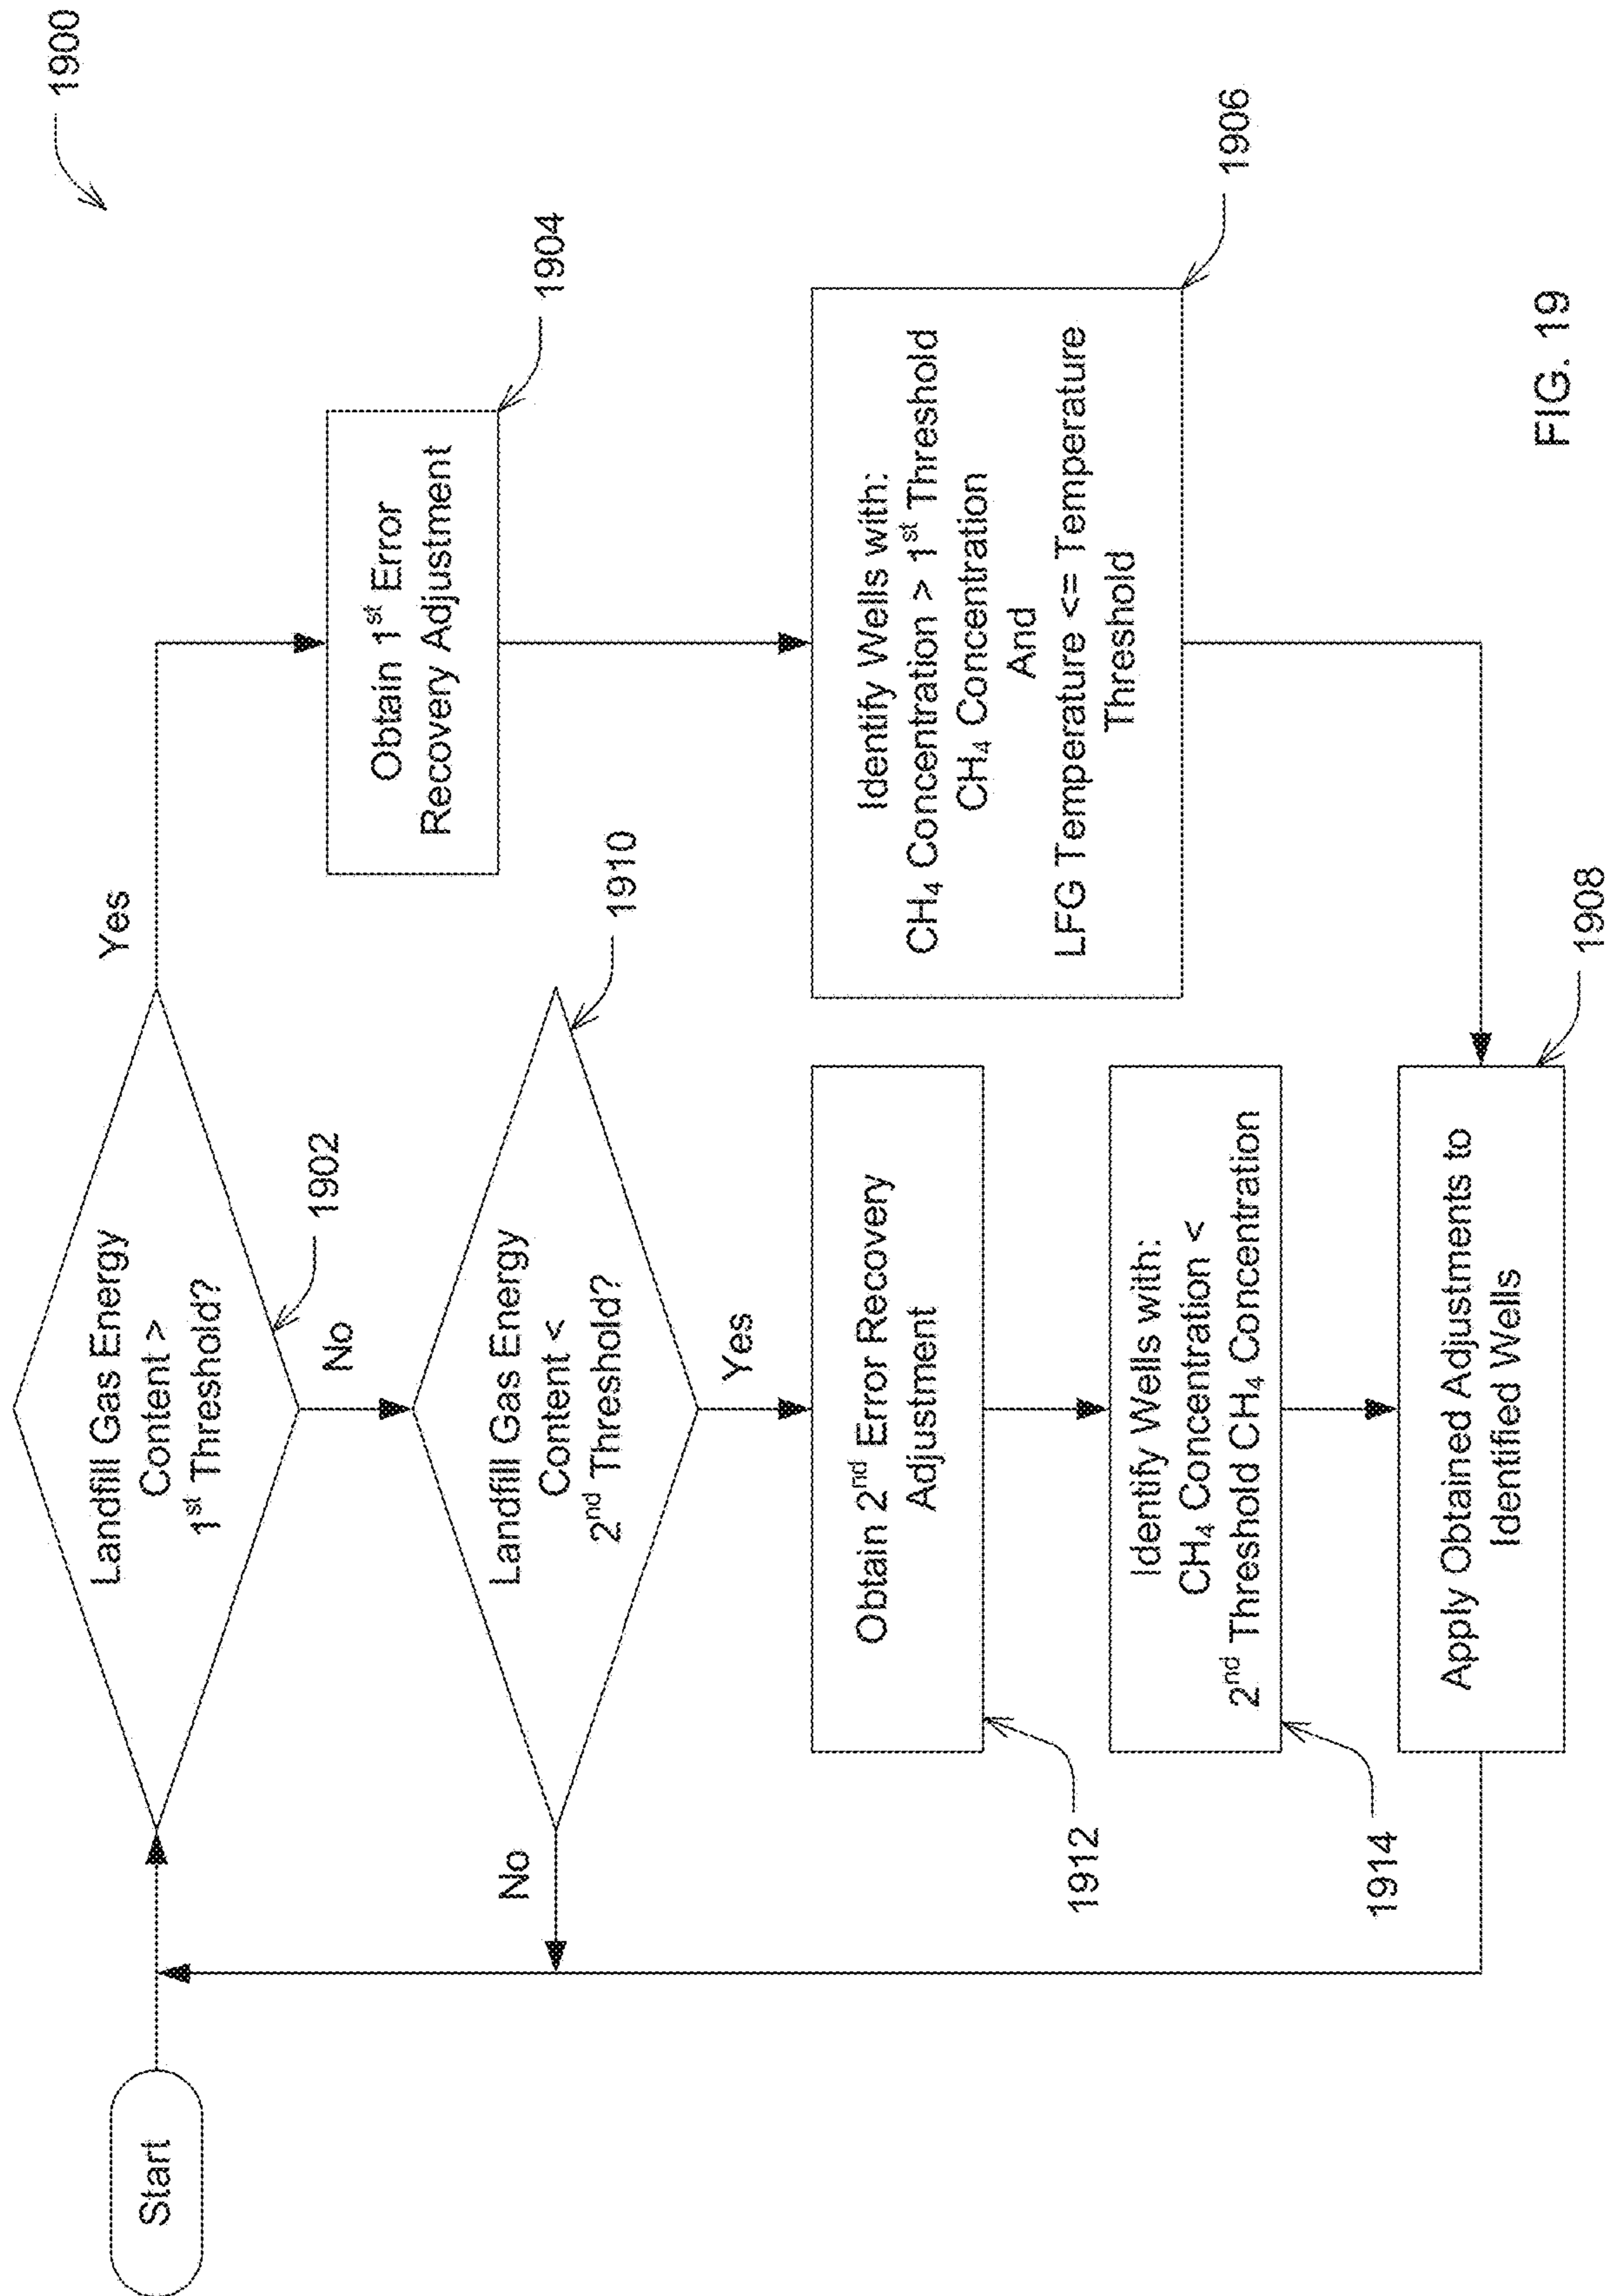 1900
Start
Landfill Gas Energy
Content >
1st Threshold?
1902
Yes
No
Obtain 1st Error
Recovery Adjustment
1904
Landfill Gas Energy
Content <
2nd Threshold?
1910
No
Yes
Identify Wells with:
CH₄ Concentration > 1st Threshold
CH₄ Concentration
And
LFG Temperature <= Temperature
Threshold
1906
Obtain 2nd Error Recovery
Adjustment
1912
Identify Wells with:
CH₄ Concentration <
2nd Threshold CH₄ Concentration
1914
Apply Obtained Adjustments to
Identified Wells
1908
FIG. 19